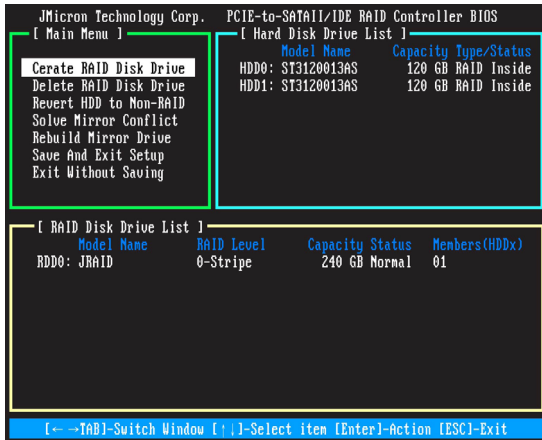 JMicron Technology Corp. PCIE-to-SATAII/IDE RAID Controller BIOS
[ Main Menu ]
Cerate RAID Disk Drive
Delete RAID Disk Drive
Revert HDD to Non-RAID
Solve Mirror Conflict
Rebuild Mirror Drive
Save And Exit Setup
Exit Without Saving
[ Hard Disk Drive List ]
Model Name Capacity Type/Status
HDD0: ST3120013AS 120 GB RAID Inside
HDD1: ST3120013AS 120 GB RAID Inside
[ RAID Disk Drive List ]
Model Name RAID Level Capacity Status Members(HDDx)
RDD0: JRAID 0-Stripe 240 GB Normal 01
[← →TAB]-Switch Window [↑↓]-Select item [Enter]-Action [ESC]-Exit